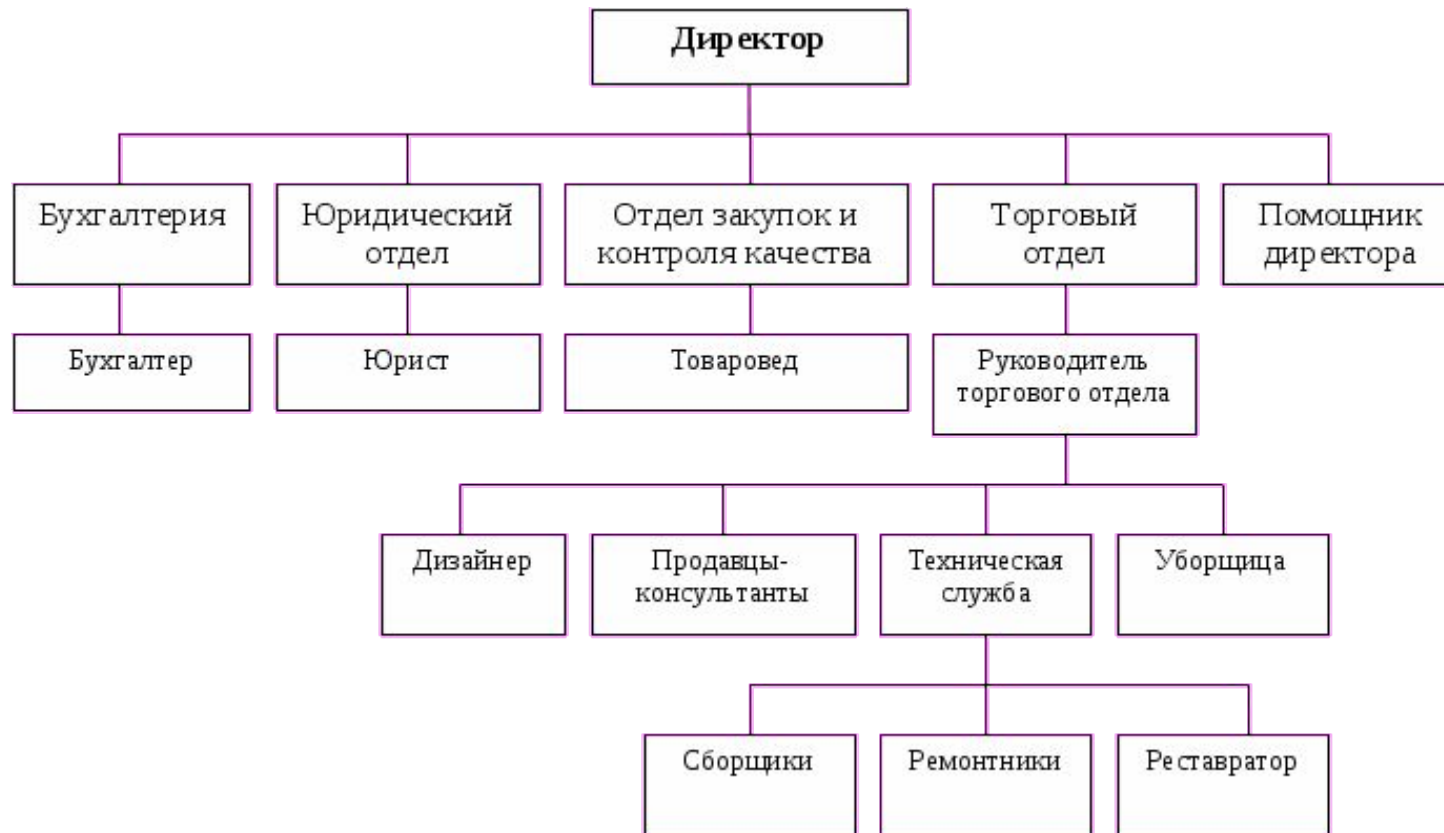 Директор
Бухгалтерия
Юридический
отдел
Отдел закупок и
контроля качества
Торговый
отдел
Помощник
директора
Бухгалтер
Юрист
Товаровед
Руководитель
торгового отдела
Дизайнер
Продавцы-
консультанты
Техническая
служба
Уборщица
Сборщики
Ремонтники
Реставратор